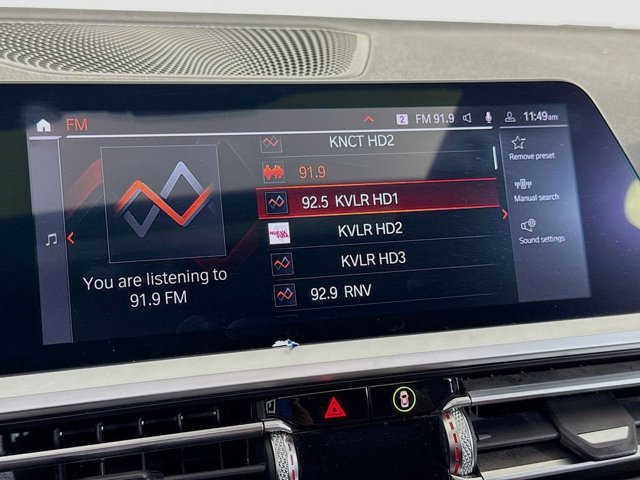 FM
2 FM 91.9
11:49am
KNCT HD2
91.9
92.5 KVLR HD1
KVLR HD2
KVLR HD3
92.9 RNV
You are listening to
91.9 FM
Remove preset
Manual search
Sound settings